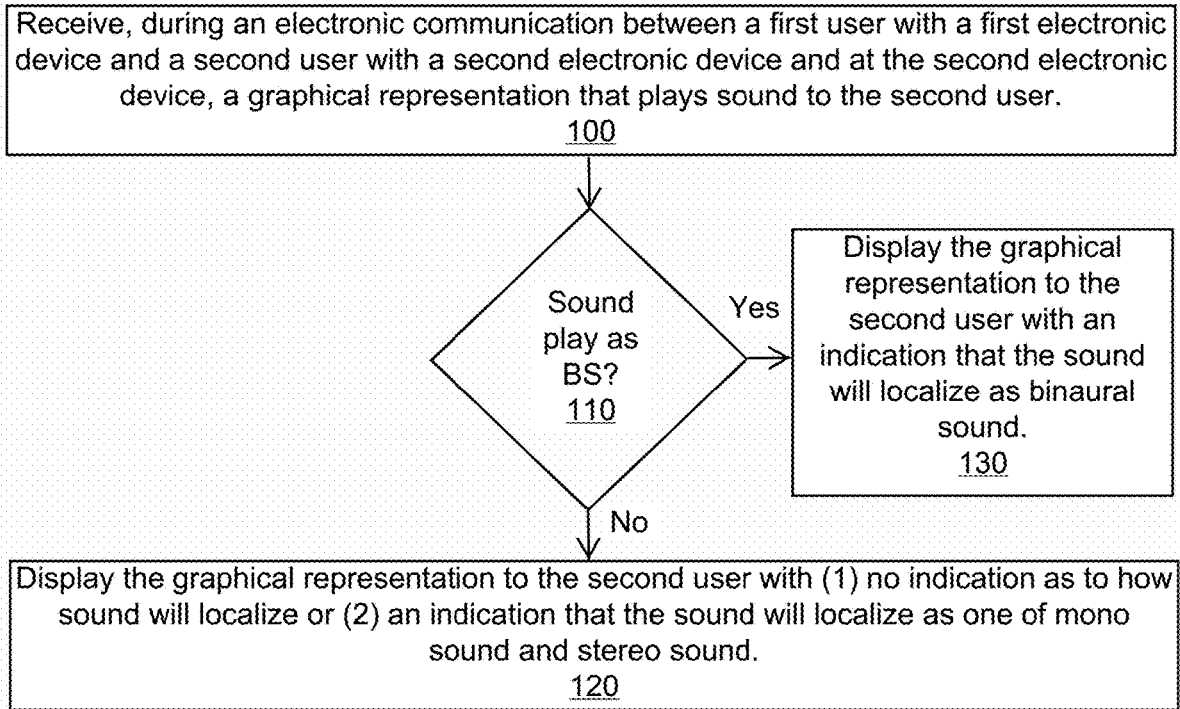 Receive, during an electronic communication between a first user with a first electronic
device and a second user with a second electronic device and at the second electronic
device, a graphical representation that plays sound to the second user.
100
Sound
play as
BS?
110
Yes
Display the graphical
representation to the
second user with an
indication that the sound
will localize as binaural
sound.
130
No
Display the graphical representation to the second user with (1) no indication as to how
sound will localize or (2) an indication that the sound will localize as one of mono
sound and stereo sound.
120